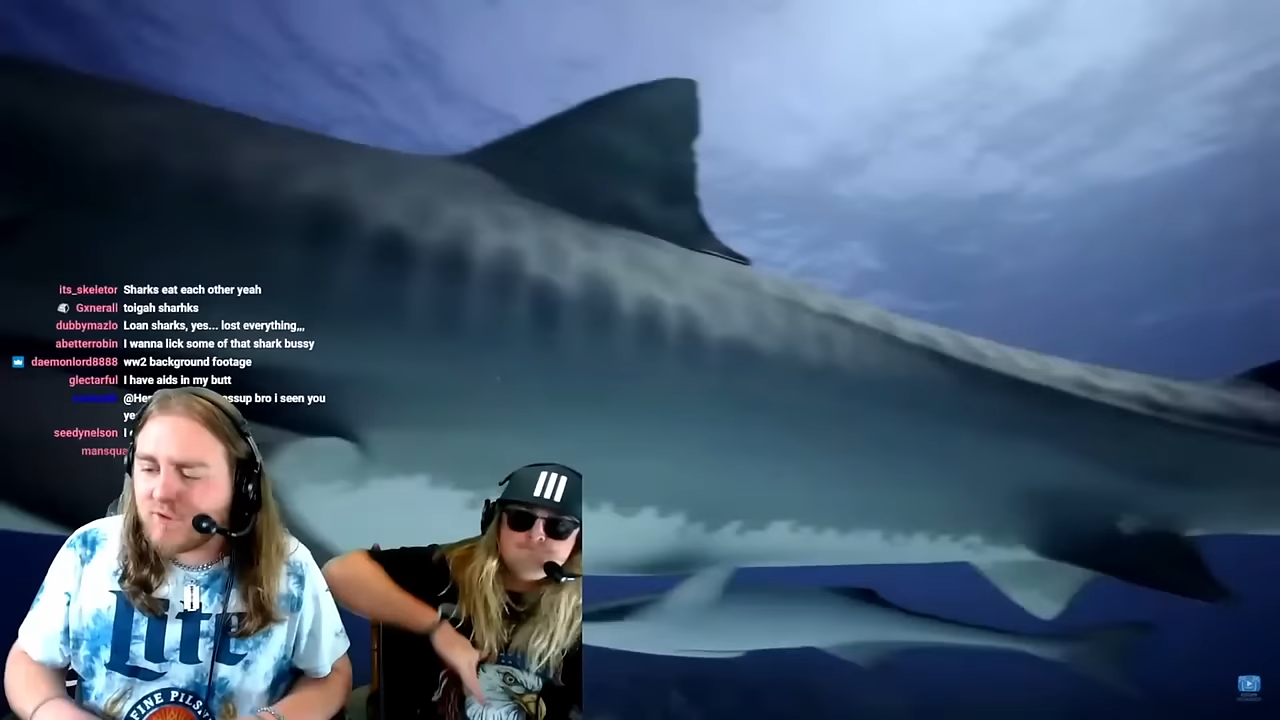 its_skeletor Sharks eat each other yeah
Gxnerall toigah sharhks
dubbymazlo Loan sharks, yes... lost everything,,,
abetterrobin I wanna lick some of that shark bussy
daemonlord8888 ww2 background footage
glectarful I have aids in my butt
ssup bro i seen you
seedynelson I
Lite
FINE PILS